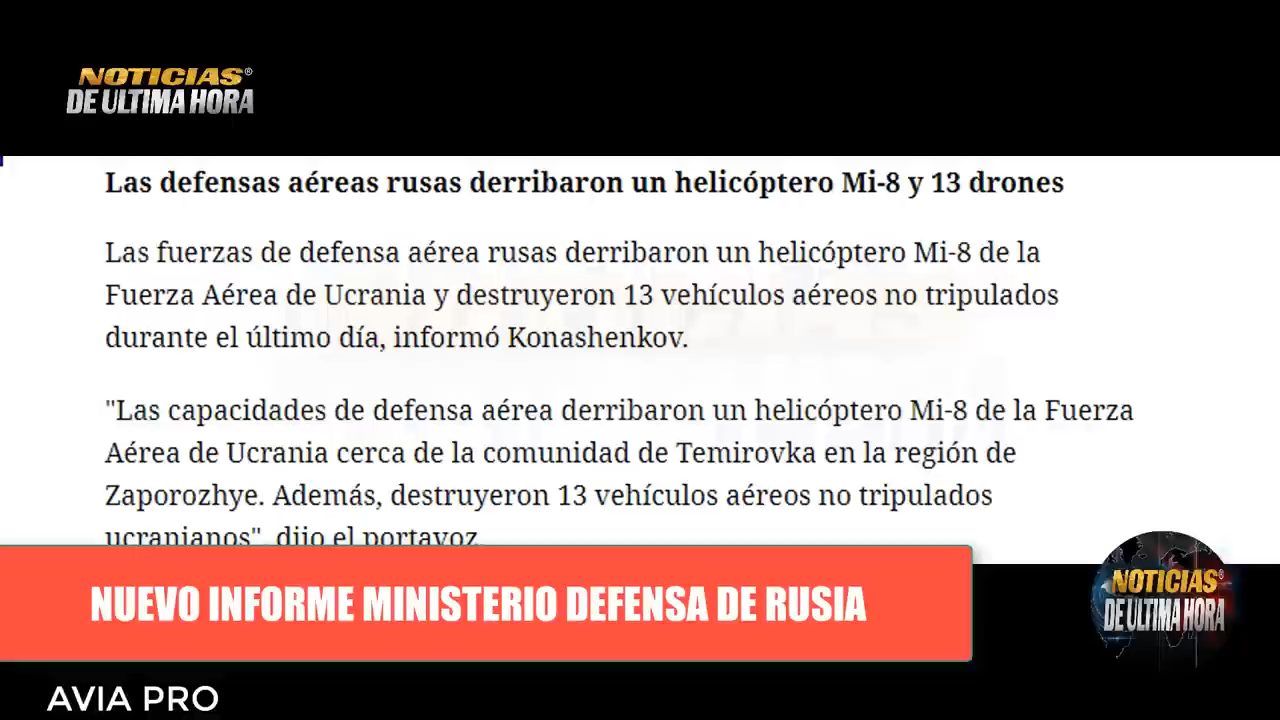 NOTICIAS®
DE ULTIMA HORA
Las defensas aéreas rusas derribaron un helicóptero Mi-8 y 13 drones
Las fuerzas de defensa aérea rusas derribaron un helicóptero Mi-8 de la
Fuerza Aérea de Ucrania y destruyeron 13 vehículos aéreos no tripulados
durante el último día, informó Konashenkov.
"Las capacidades de defensa aérea derribaron un helicóptero Mi-8 de la Fuerza
Aérea de Ucrania cerca de la comunidad de Temirovka en la región de
Zaporozhye. Además, destruyeron 13 vehículos aéreos no tripulados
ucranianos", dijo el portavoz
NUEVO INFORME MINISTERIO DEFENSA DE RUSIA
NOTICIAS®
DE ULTIMA HORA
AVIA PRO